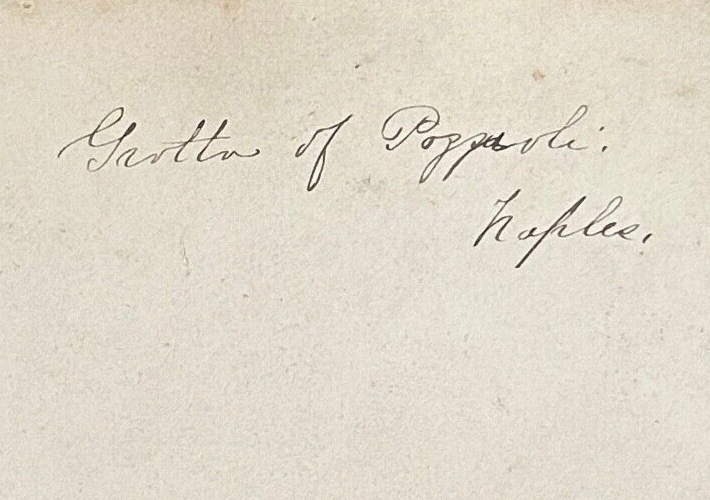 Grotto of Pozzuoli.
Naples.